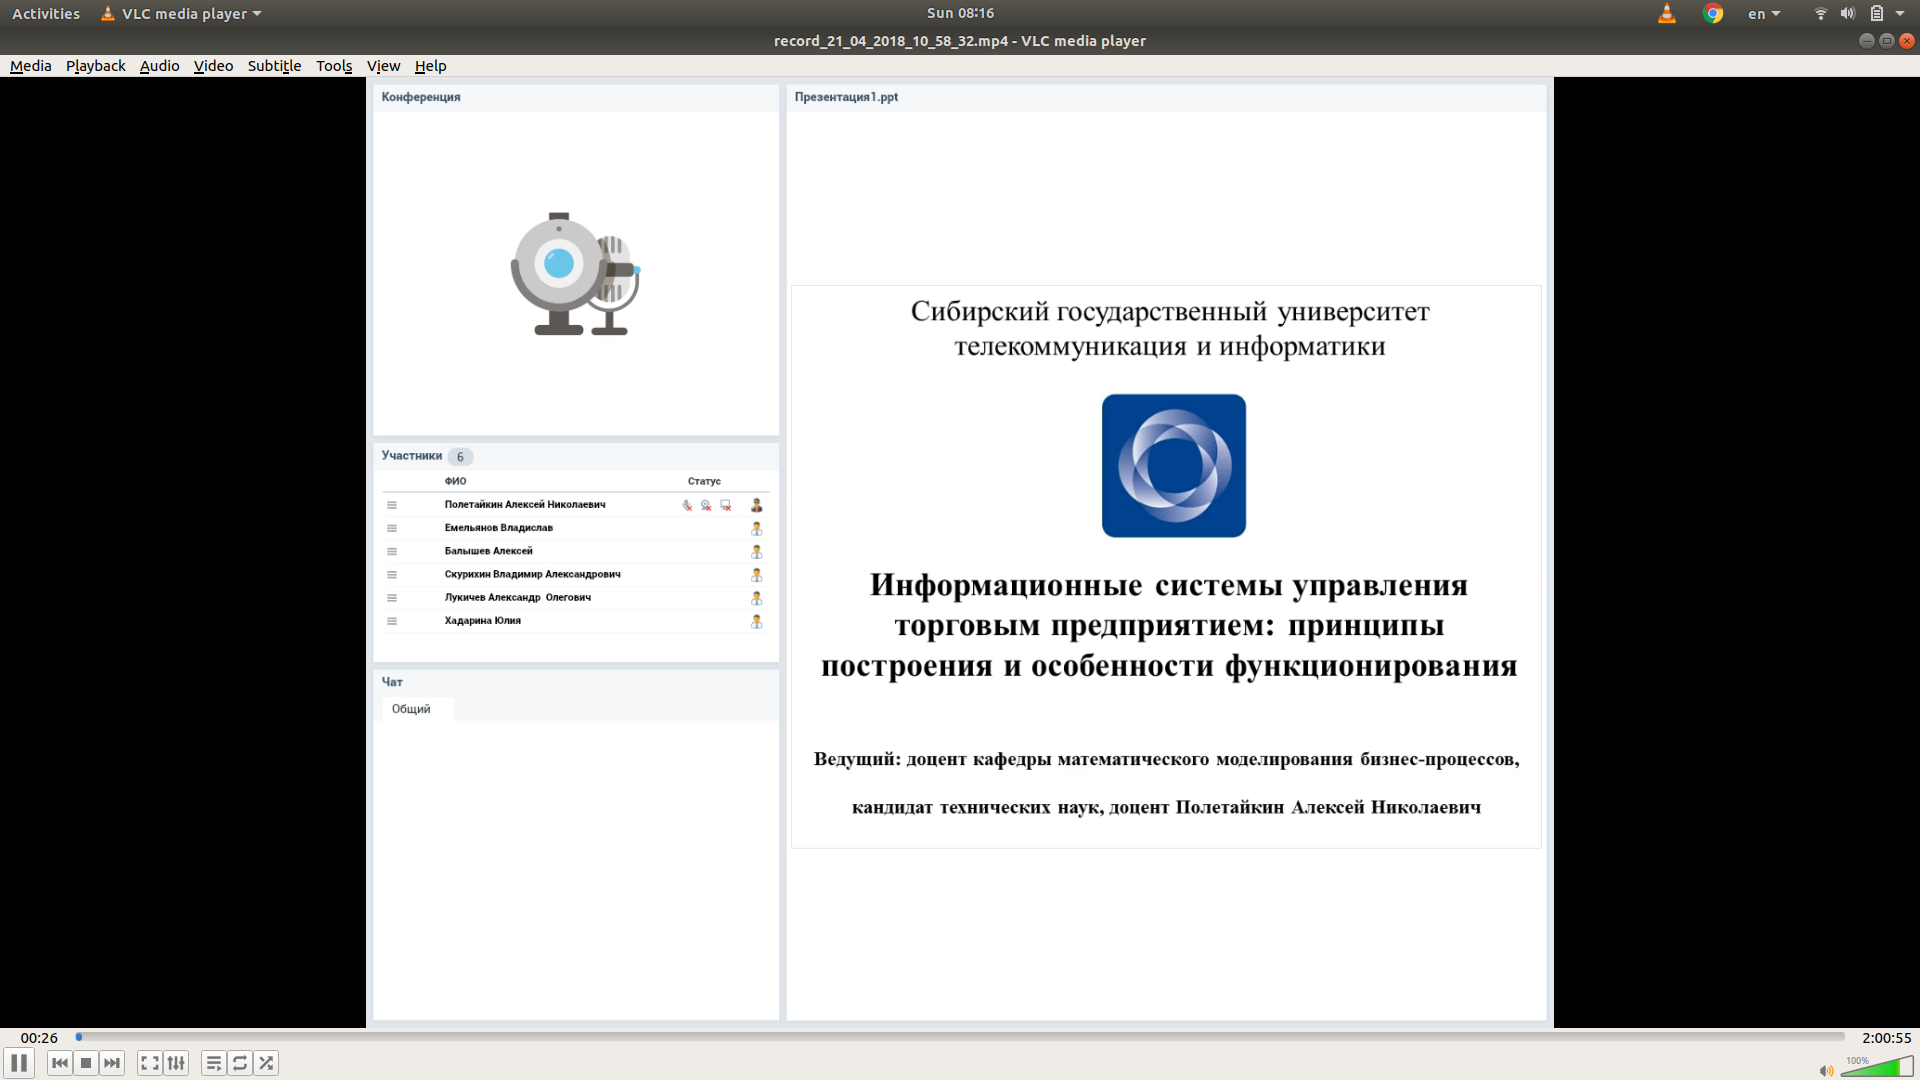 Activities
VLC media player
Sun 08:16
en
record_21_04_2018_10_58_32.mp4 - VLC media player
Media Playback Audio Video Subtitle Tools View Help
Конференция
Участники 6
ФИО Статус
Полетайкин Алексей Николаевич
Емельянов Владислав
Балышев Алексей
Скурихин Владимир Александрович
Лукичев Александр Олегович
Хадарина Юлия
Чат
Общий
Презентация1.ppt
Сибирский государственный университет
телекоммуникация и информатики
Информационные системы управления
торговым предприятием: принципы
построения и особенности функционирования
Ведущий: доцент кафедры математического моделирования бизнес-процессов,
кандидат технических наук, доцент Полетайкин Алексей Николаевич
00:26
2:00:55
100%